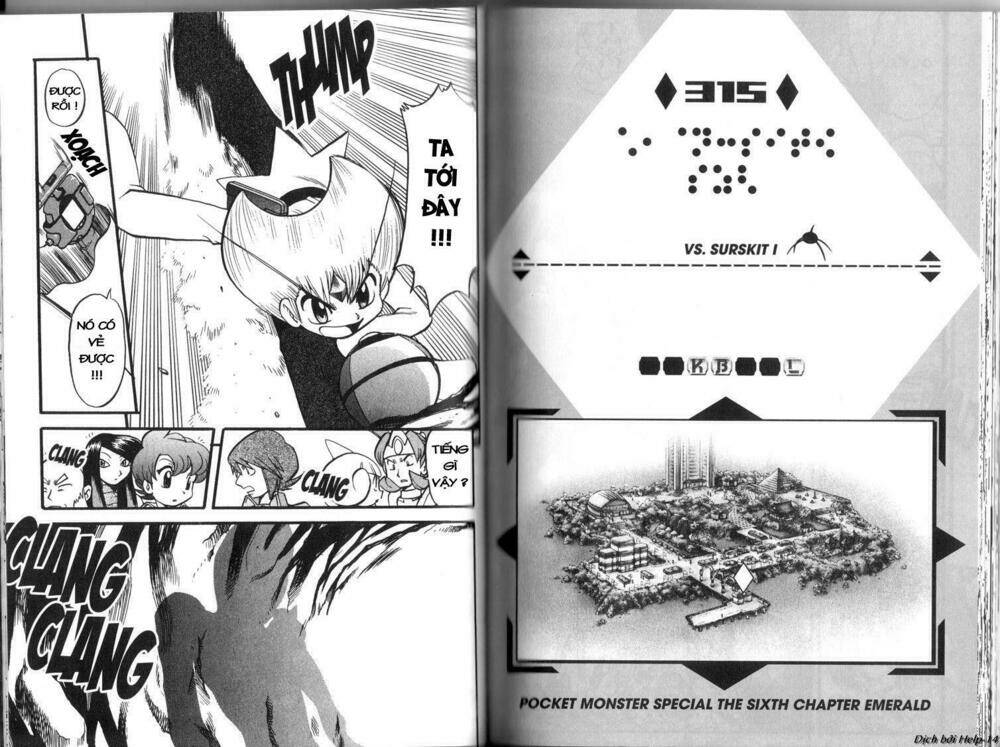 315
VS. SURSKIT I
K B L
POCKET MONSTER SPECIAL THE SIXTH CHAPTER EMERALD
Dịch bởi Help-14
THUMP
TA
TỚI
ĐÂY
!!!
ĐƯỢC
RỒI !
XOẠCH
NÓ CÓ
VẺ
ĐƯỢC
!!!
TIẾNG
GÌ
VẬY ?
CLANG
CLANG
CLANG
CLANG